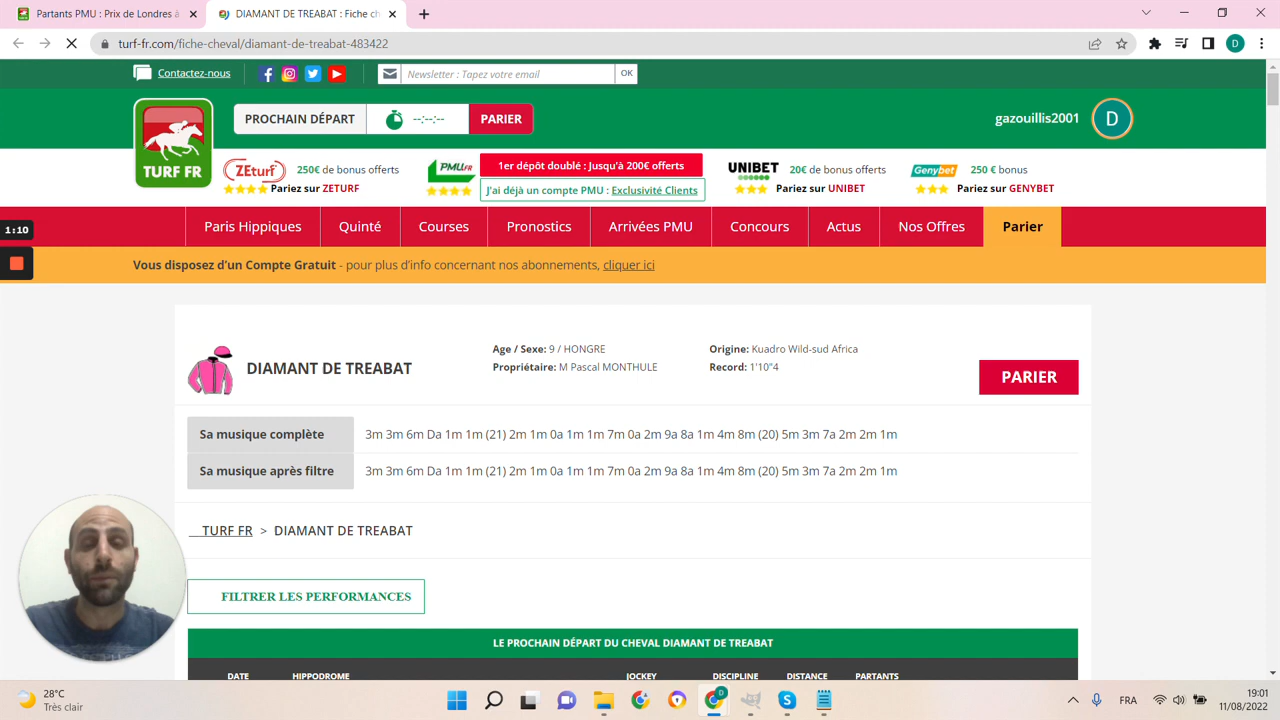 Partants PMU : Prix de Londres à
DIAMANT DE TREABAT : Fiche ch
turf-fr.com/fiche-cheval/diamant-de-treabat-483422
D
Contactez-nous
Newsletter : Tapez votre email
OK
TURF FR
PROCHAIN DÉPART
--:--:--
PARIER
gazouillis2001
D
ZEturf
250€ de bonus offerts
Pariez sur ZETURF
PMU.FR
1er dépôt doublé : Jusqu'à 200€ offerts
J'ai déjà un compte PMU : Exclusivité Clients
UNIBET
20€ de bonus offerts
Pariez sur UNIBET
Genybet
250 € bonus
Pariez sur GENYBET
1:10
Paris Hippiques
Quinté
Courses
Pronostics
Arrivées PMU
Concours
Actus
Nos Offres
Parier
Vous disposez d'un Compte Gratuit - pour plus d'info concernant nos abonnements, cliquer ici
DIAMANT DE TREABAT
Age / Sexe: 9 / HONGRE
Propriétaire: M Pascal MONTHULE
Origine: Kuadro Wild-sud Africa
Record: 1'10"4
PARIER
Sa musique complète
3m 3m 6m Da 1m 1m (21) 2m 1m 0a 1m 1m 7m 0a 2m 9a 8a 1m 4m 8m (20) 5m 3m 7a 2m 2m 1m
Sa musique après filtre
3m 3m 6m Da 1m 1m (21) 2m 1m 0a 1m 1m 7m 0a 2m 9a 8a 1m 4m 8m (20) 5m 3m 7a 2m 2m 1m
TURF FR > DIAMANT DE TREABAT
FILTRER LES PERFORMANCES
LE PROCHAIN DÉPART DU CHEVAL DIAMANT DE TREABAT
DATE HIPPODROME JOCKEY DISCIPLINE DISTANCE PARTANTS
28°C
Très clair
D
FRA
19:01
11/08/2022